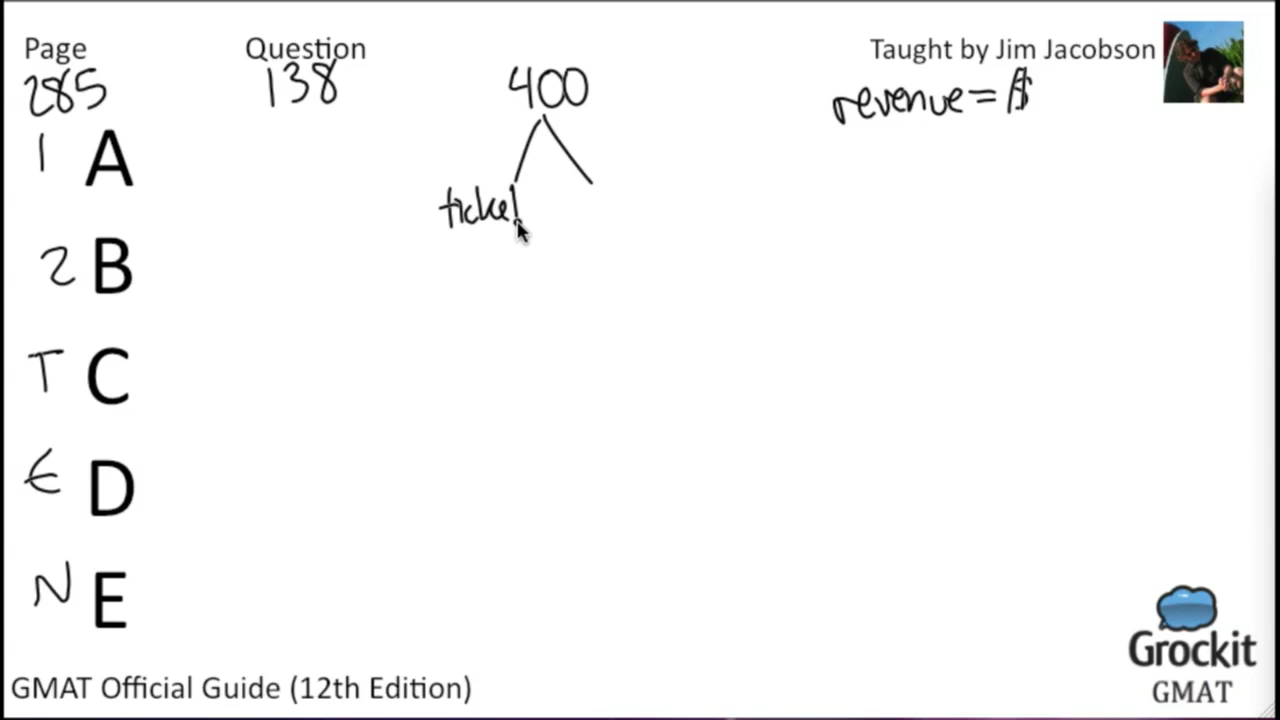 Page Question Taught by Jim Jacobson
285 138 400 revenue = $
1 A
ticket
2 B
T C
E D
N E
Grockit
GMAT
GMAT Official Guide (12th Edition)